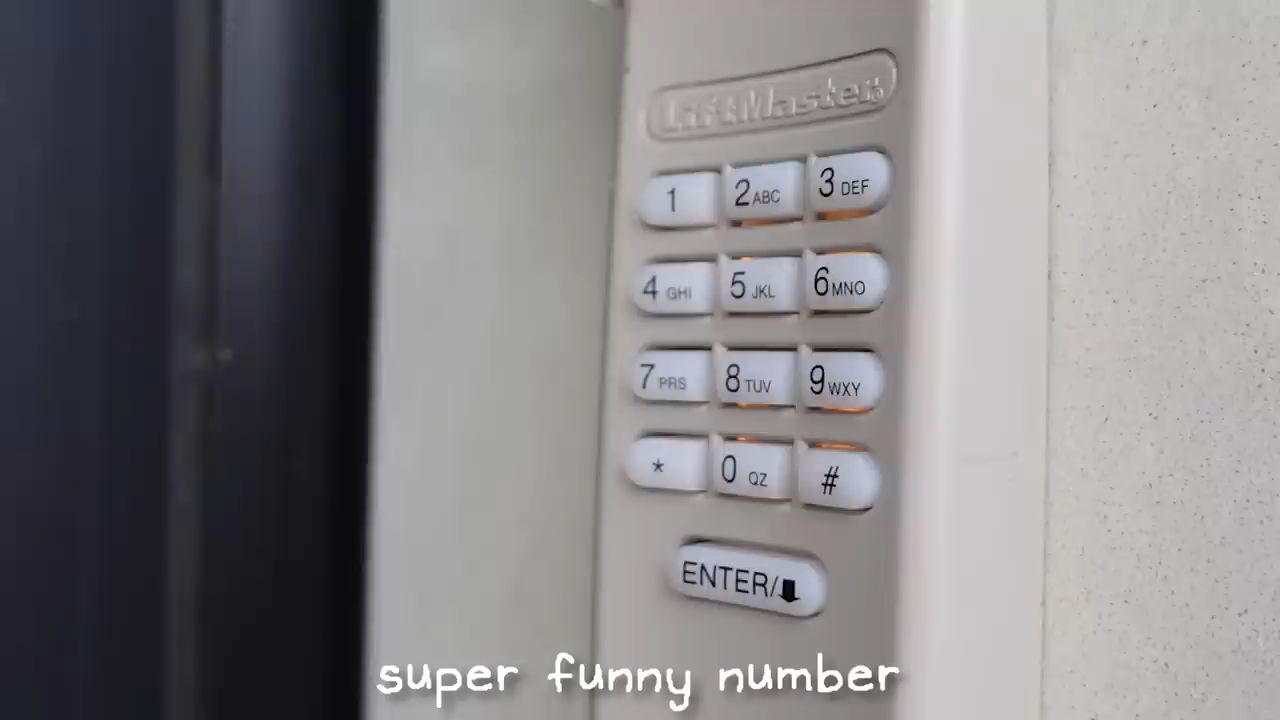 LiftMaster
1 2 ABC 3 DEF
4 GHI 5 JKL 6 MNO
7 PRS 8 TUV 9 WXY
* 0 QZ #
ENTER/⬇
super funny number